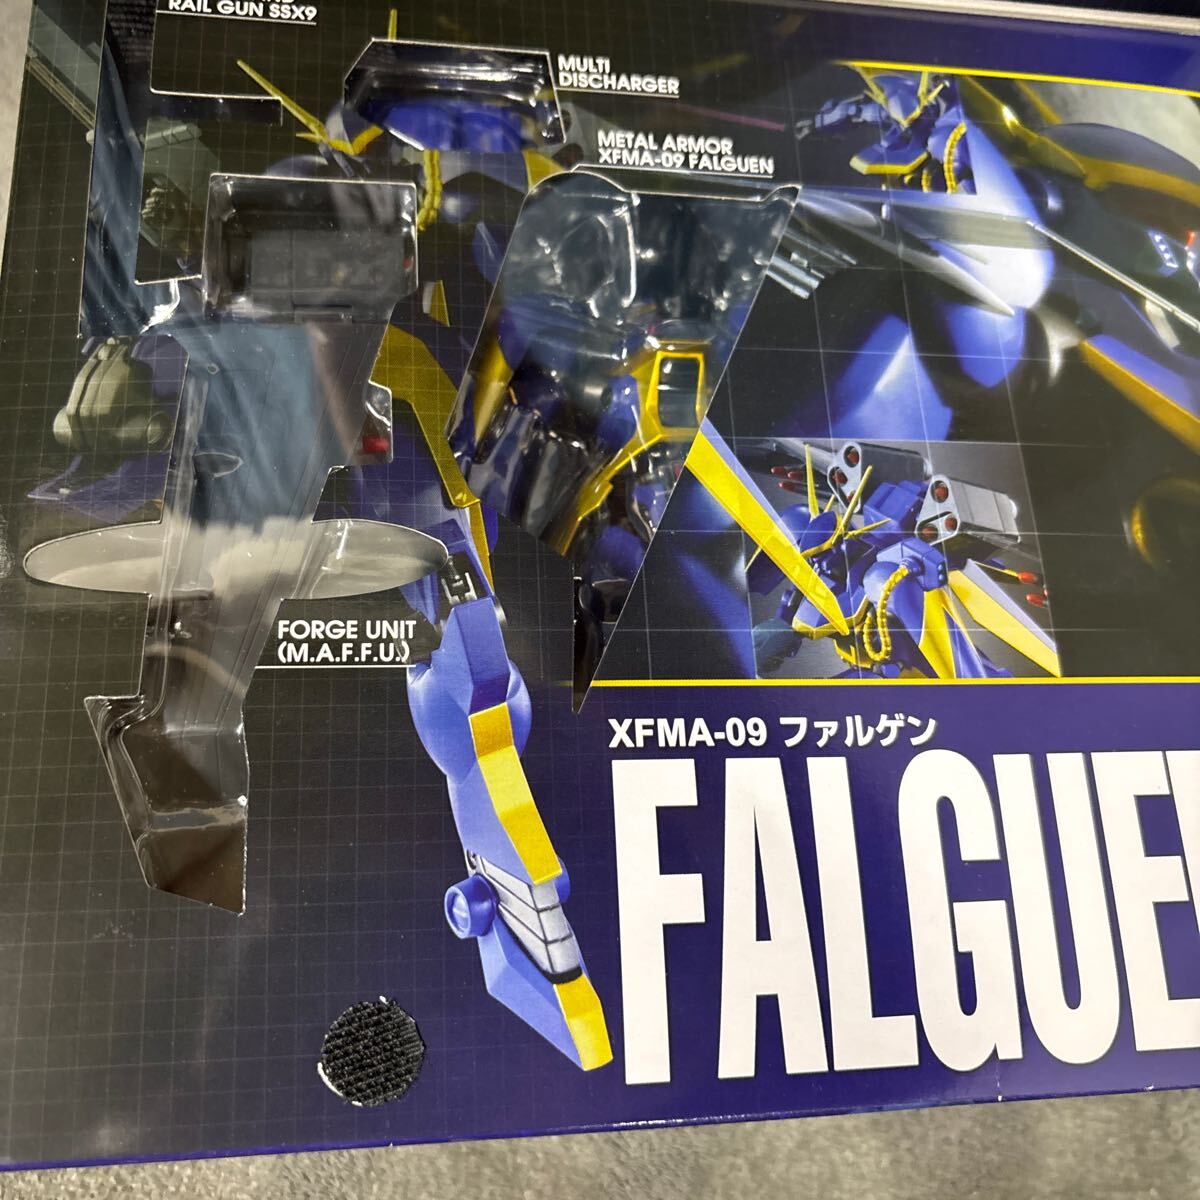 RAIL GUN SSX9
MULTI
DISCHARGER
METAL ARMOR
XFMA-09 FALGUEN
FORGE UNIT
(M.A.F.F.U.)
XFMA-09 ファルゲン
FALGUE